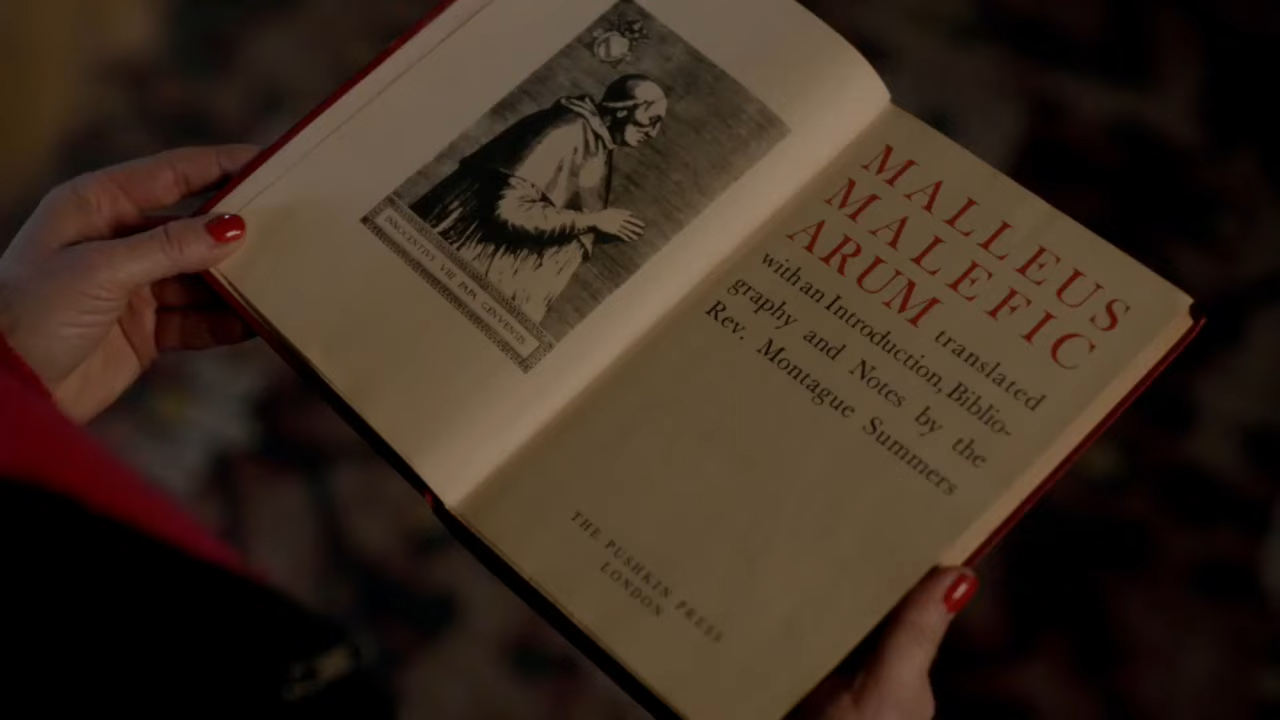 INNOCENTIVS VIII PAPA GENVENSIS
MALLEUS
MALEFIC
ARUM translated
with an Introduction, Biblio-
graphy and Notes by the
Rev. Montague Summers
THE PUSHKIN PRESS
LONDON